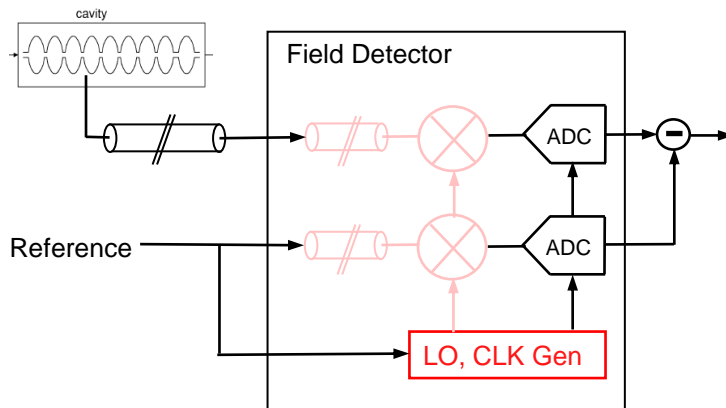 cavity
Field Detector
ADC
Reference
ADC
LO, CLK Gen